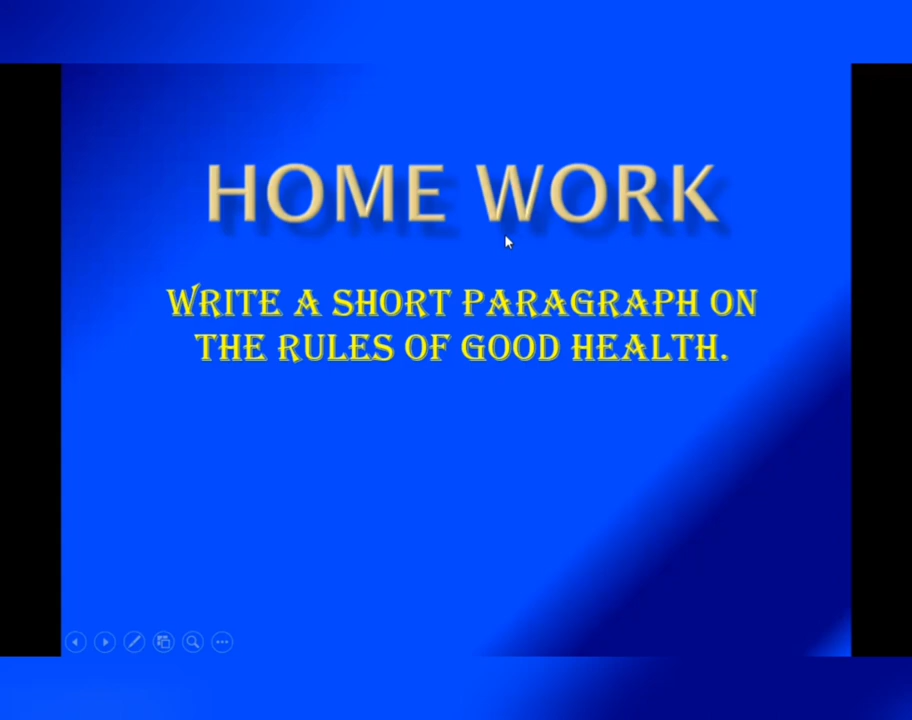 HOME WORK
WRITE A SHORT PARAGRAPH ON
THE RULES OF GOOD HEALTH.